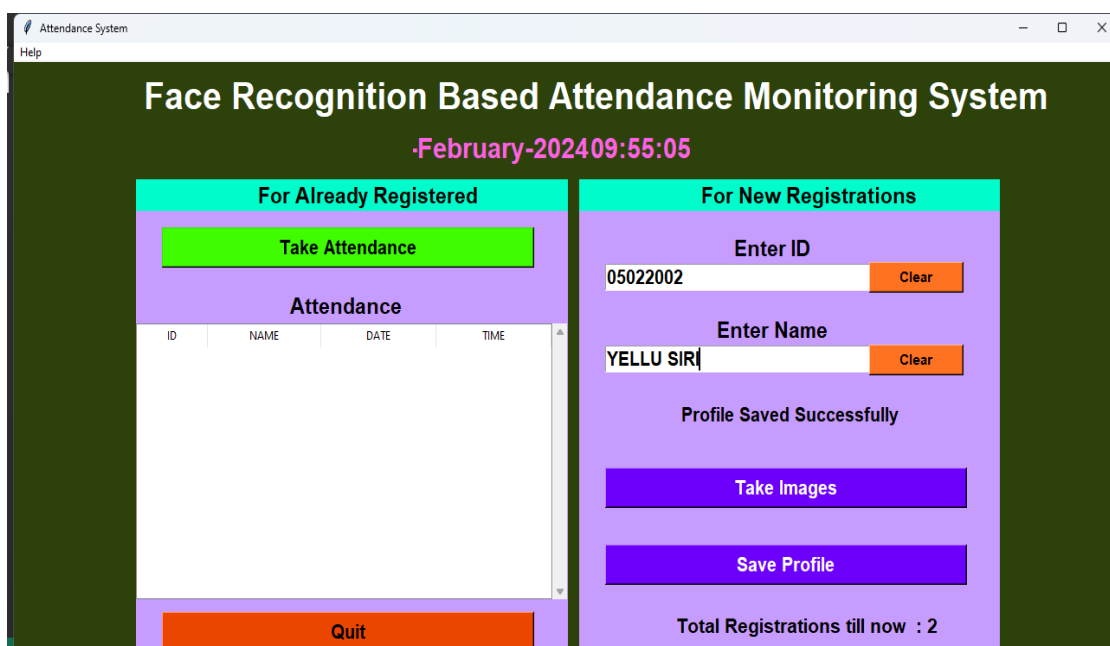 Attendance System
Help
Face Recognition Based Attendance Monitoring System
-February-2024 09:55:05
For Already Registered
Take Attendance
Attendance
ID NAME DATE TIME
Quit
For New Registrations
Enter ID
05022002 Clear
Enter Name
YELLU SIRI Clear
Profile Saved Successfully
Take Images
Save Profile
Total Registrations till now : 2